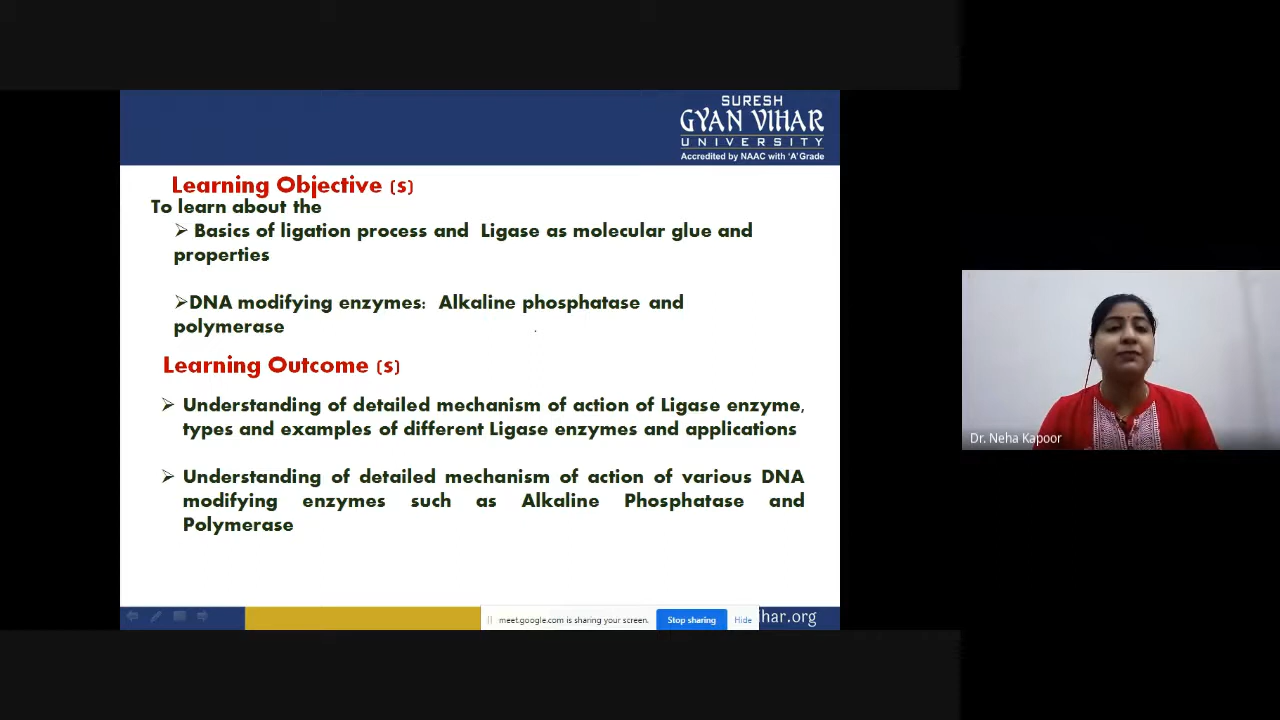 SURESH
GYAN VIHAR
UNIVERSITY
Accredited by NAAC with 'A' Grade
Learning Objective (s)
To learn about the
➢ Basics of ligation process and Ligase as molecular glue and
properties
➢DNA modifying enzymes: Alkaline phosphatase and
polymerase
Learning Outcome (s)
➢ Understanding of detailed mechanism of action of Ligase enzyme,
types and examples of different Ligase enzymes and applications
➢ Understanding of detailed mechanism of action of various DNA
modifying enzymes such as Alkaline Phosphatase and
Polymerase
Dr. Neha Kapoor
meet.google.com is sharing your screen. Stop sharing Hide
ihar.org